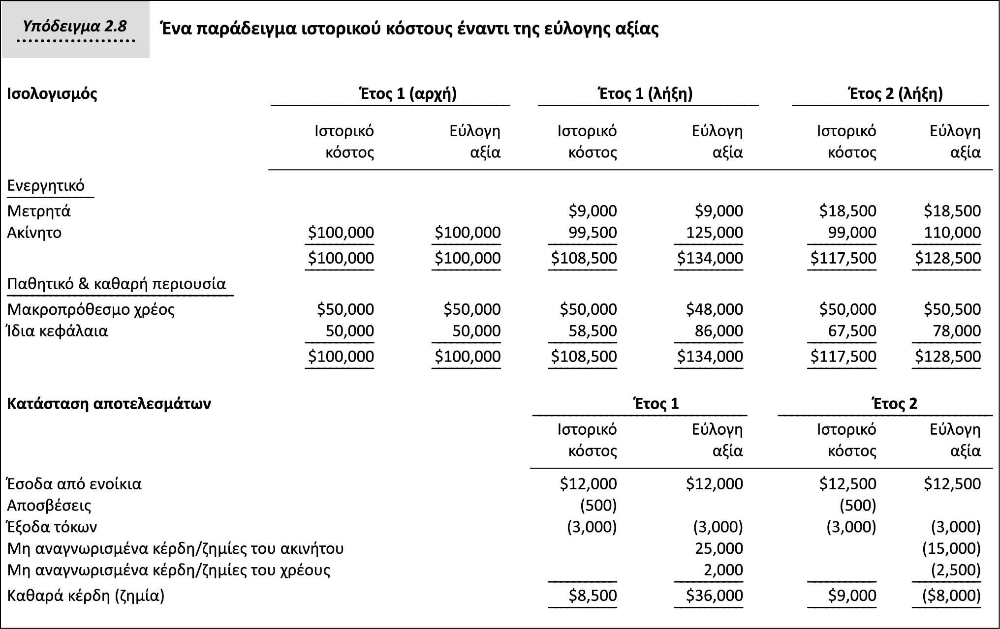 Υπόδειγμα 2.8 Ένα παράδειγμα ιστορικού κόστους έναντι της εύλογης αξίας
Ισολογισμός Έτος 1 (αρχή) Έτος 1 (λήξη) Έτος 2 (λήξη)
Ιστορικό Εύλογη Ιστορικό Εύλογη Ιστορικό Εύλογη
κόστος αξία κόστος αξία κόστος αξία
Ενεργητικό
Μετρητά $9,000 $9,000 $18,500 $18,500
Ακίνητο $100,000 $100,000 99,500 125,000 99,000 110,000
$100,000 $100,000 $108,500 $134,000 $117,500 $128,500
Παθητικό & καθαρή περιουσία
Μακροπρόθεσμο χρέος $50,000 $50,000 $50,000 $48,000 $50,000 $50,500
Ίδια κεφάλαια 50,000 50,000 58,500 86,000 67,500 78,000
$100,000 $100,000 $108,500 $134,000 $117,500 $128,500
Κατάσταση αποτελεσμάτων Έτος 1 Έτος 2
Ιστορικό Εύλογη Ιστορικό Εύλογη
κόστος αξία κόστος αξία
Έσοδα από ενοίκια $12,000 $12,000 $12,500 $12,500
Αποσβέσεις (500) (500)
Έξοδα τόκων (3,000) (3,000) (3,000) (3,000)
Μη αναγνωρισμένα κέρδη/ζημίες του ακινήτου 25,000 (15,000)
Μη αναγνωρισμένα κέρδη/ζημίες του χρέους 2,000 (2,500)
Καθαρά κέρδη (ζημία) $8,500 $36,000 $9,000 ($8,000)